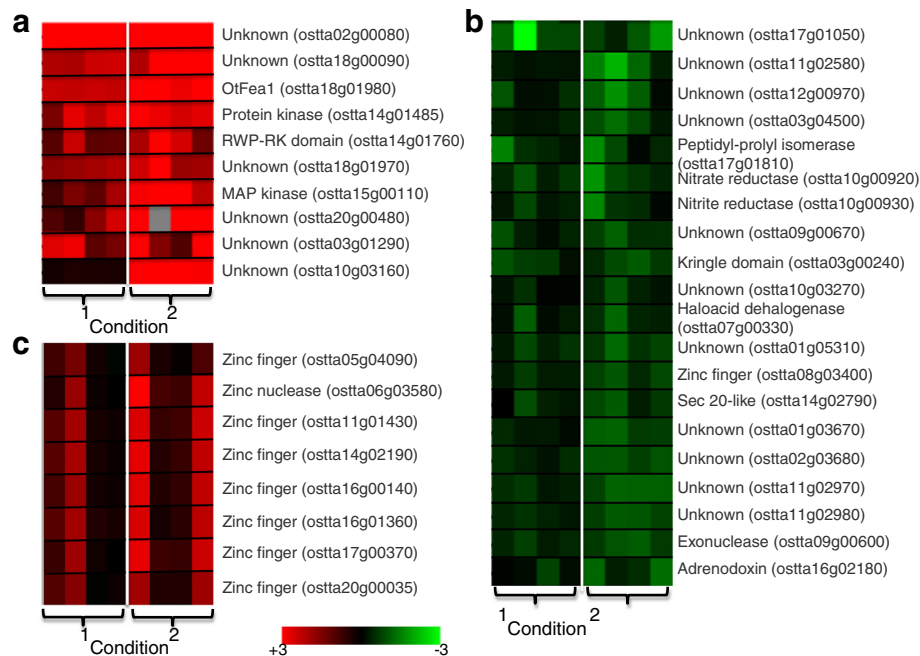 a
Unknown (ostta02g00080)
Unknown (ostta18g00090)
OtFea1 (ostta18g01980)
Protein kinase (ostta14g01485)
RWP-RK domain (ostta14g01760)
Unknown (ostta18g01970)
MAP kinase (ostta15g00110)
Unknown (ostta20g00480)
Unknown (ostta03g01290)
Unknown (ostta10g03160)
1 2
Condition
b
Unknown (ostta17g01050)
Unknown (ostta11g02580)
Unknown (ostta12g00970)
Unknown (ostta03g04500)
Peptidyl-prolyl isomerase
(ostta17g01810)
Nitrate reductase (ostta10g00920)
Nitrite reductase (ostta10g00930)
Unknown (ostta09g00670)
Kringle domain (ostta03g00240)
Unknown (ostta10g03270)
Haloacid dehalogenase
(ostta07g00330)
Unknown (ostta01g05310)
Zinc finger (ostta08g03400)
Sec 20-like (ostta14g02790)
Unknown (ostta01g03670)
Unknown (ostta02g03680)
Unknown (ostta11g02970)
Unknown (ostta11g02980)
Exonuclease (ostta09g00600)
Adrenodoxin (ostta16g02180)
1 2
Condition
c
Zinc finger (ostta05g04090)
Zinc nuclease (ostta06g03580)
Zinc finger (ostta11g01430)
Zinc finger (ostta14g02190)
Zinc finger (ostta16g00140)
Zinc finger (ostta16g01360)
Zinc finger (ostta17g00370)
Zinc finger (ostta20g00035)
1 2
Condition
+3 -3